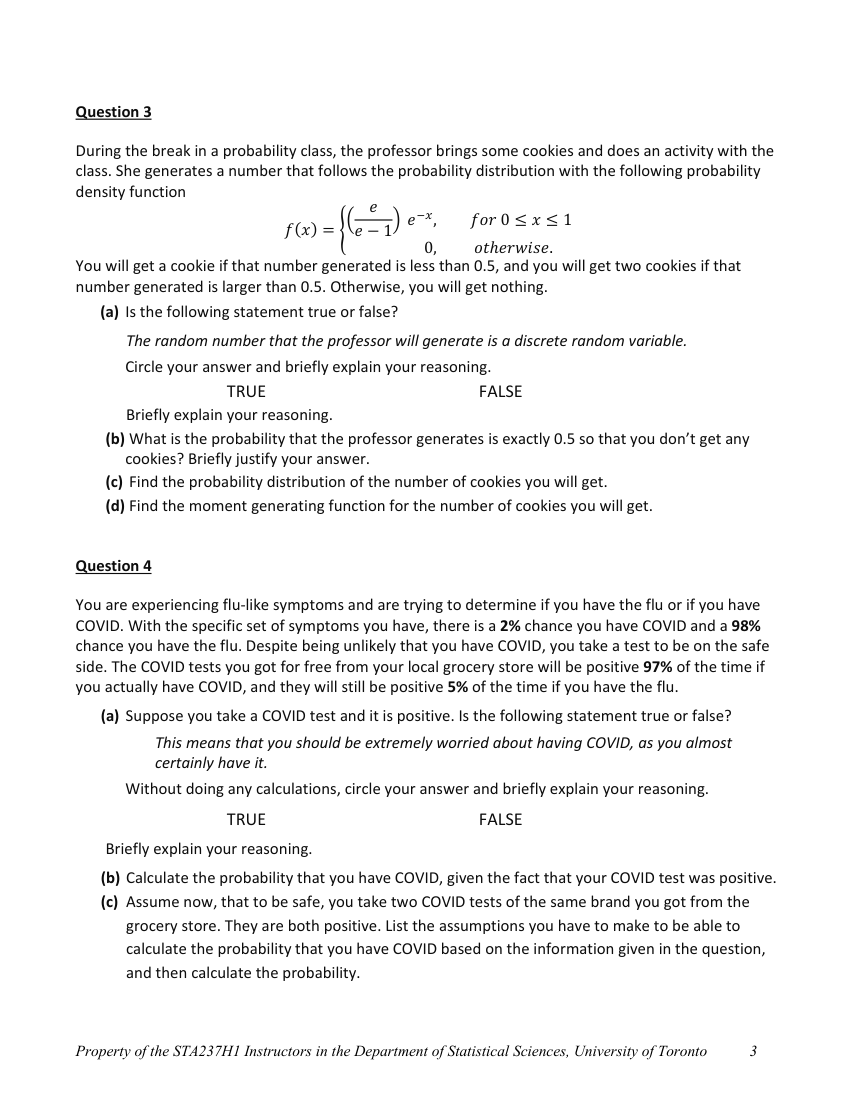 Question 3
During the break in a probability class, the professor brings some cookies and does an activity with the
class. She generates a number that follows the probability distribution with the following probability
density function
f(x) = { (e / (e − 1)) e^{−x},    for 0 ≤ x ≤ 1
0,    otherwise.
You will get a cookie if that number generated is less than 0.5, and you will get two cookies if that
number generated is larger than 0.5. Otherwise, you will get nothing.
(a) Is the following statement true or false?
The random number that the professor will generate is a discrete random variable.
Circle your answer and briefly explain your reasoning.
TRUE FALSE
Briefly explain your reasoning.
(b) What is the probability that the professor generates is exactly 0.5 so that you don’t get any
cookies? Briefly justify your answer.
(c) Find the probability distribution of the number of cookies you will get.
(d) Find the moment generating function for the number of cookies you will get.
Question 4
You are experiencing flu-like symptoms and are trying to determine if you have the flu or if you have
COVID. With the specific set of symptoms you have, there is a 2% chance you have COVID and a 98%
chance you have the flu. Despite being unlikely that you have COVID, you take a test to be on the safe
side. The COVID tests you got for free from your local grocery store will be positive 97% of the time if
you actually have COVID, and they will still be positive 5% of the time if you have the flu.
(a) Suppose you take a COVID test and it is positive. Is the following statement true or false?
This means that you should be extremely worried about having COVID, as you almost
certainly have it.
Without doing any calculations, circle your answer and briefly explain your reasoning.
TRUE FALSE
Briefly explain your reasoning.
(b) Calculate the probability that you have COVID, given the fact that your COVID test was positive.
(c) Assume now, that to be safe, you take two COVID tests of the same brand you got from the
grocery store. They are both positive. List the assumptions you have to make to be able to
calculate the probability that you have COVID based on the information given in the question,
and then calculate the probability.
Property of the STA237H1 Instructors in the Department of Statistical Sciences, University of Toronto 3